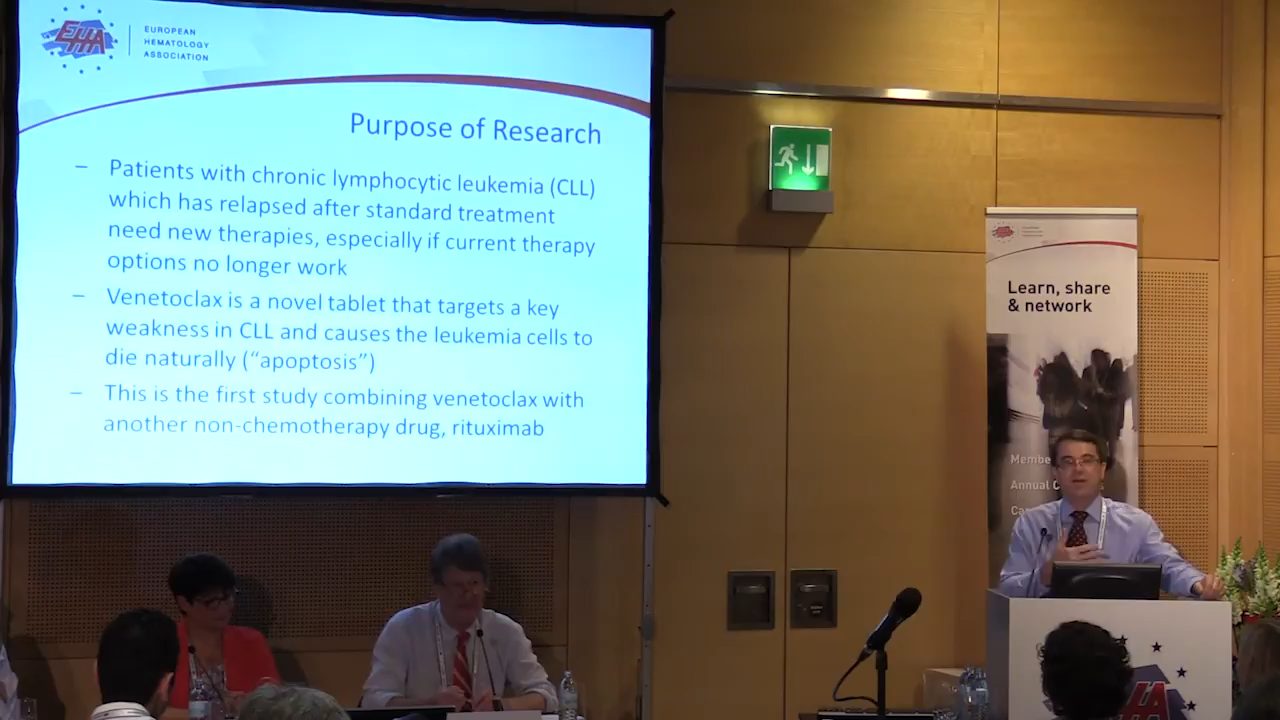 EHA
EUROPEAN
HEMATOLOGY
ASSOCIATION
Purpose of Research
– Patients with chronic lymphocytic leukemia (CLL)
which has relapsed after standard treatment
need new therapies, especially if current therapy
options no longer work
– Venetoclax is a novel tablet that targets a key
weakness in CLL and causes the leukemia cells to
die naturally (“apoptosis”)
– This is the first study combining venetoclax with
another non-chemotherapy drug, rituximab
Learn, share
& network
Annual